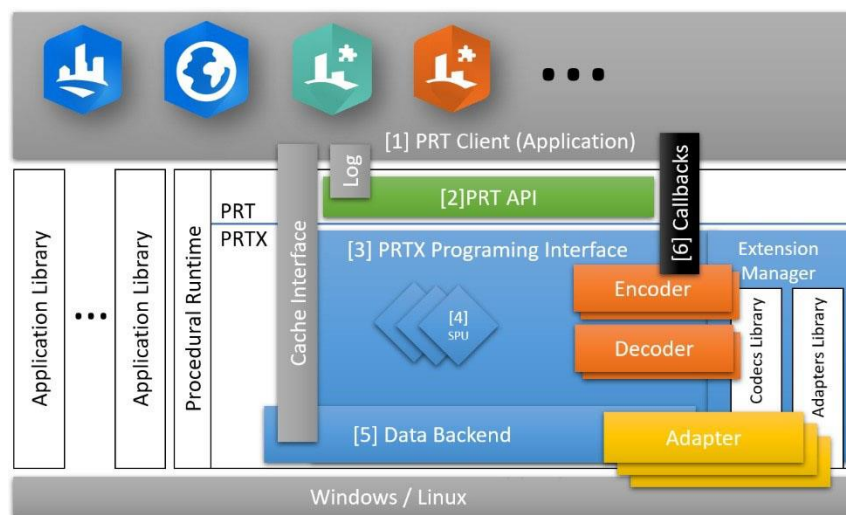 [1] PRT Client (Application)
Log
[2]PRT API
[6] Callbacks
PRT
PRTX
[3] PRTX Programing Interface
Extension
Manager
Application Library
Application Library
Procedural Runtime
Cache Interface
[4]
SPU
Encoder
Decoder
Codecs Library
Adapters Library
[5] Data Backend
Adapter
Windows / Linux